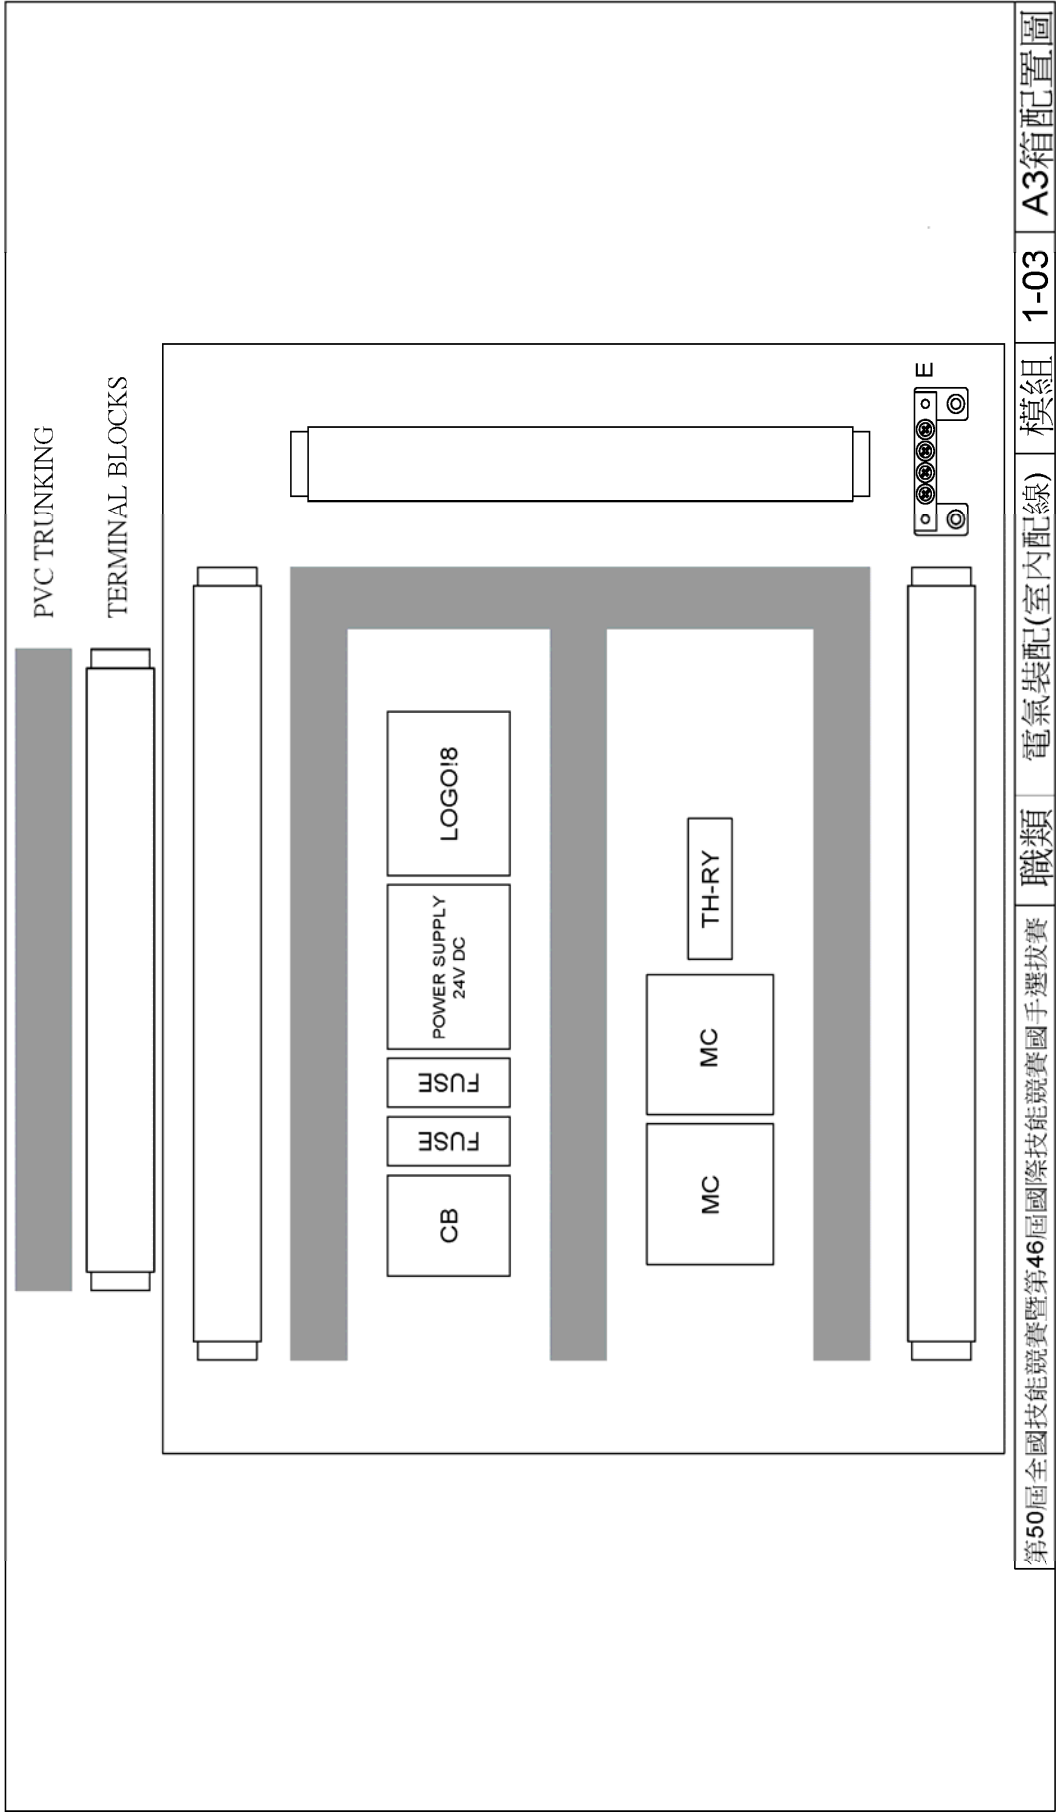 PVC TRUNKING
TERMINAL BLOCKS
CB
FUSE
FUSE
POWER SUPPLY
24V DC
LOGO!8
MC
MC
TH-RY
E
第50屆全國技能競賽暨第46屆國際技能競賽國手選拔賽 職類 電氣裝配(室內配線) 模組 1-03 A3箱配置圖